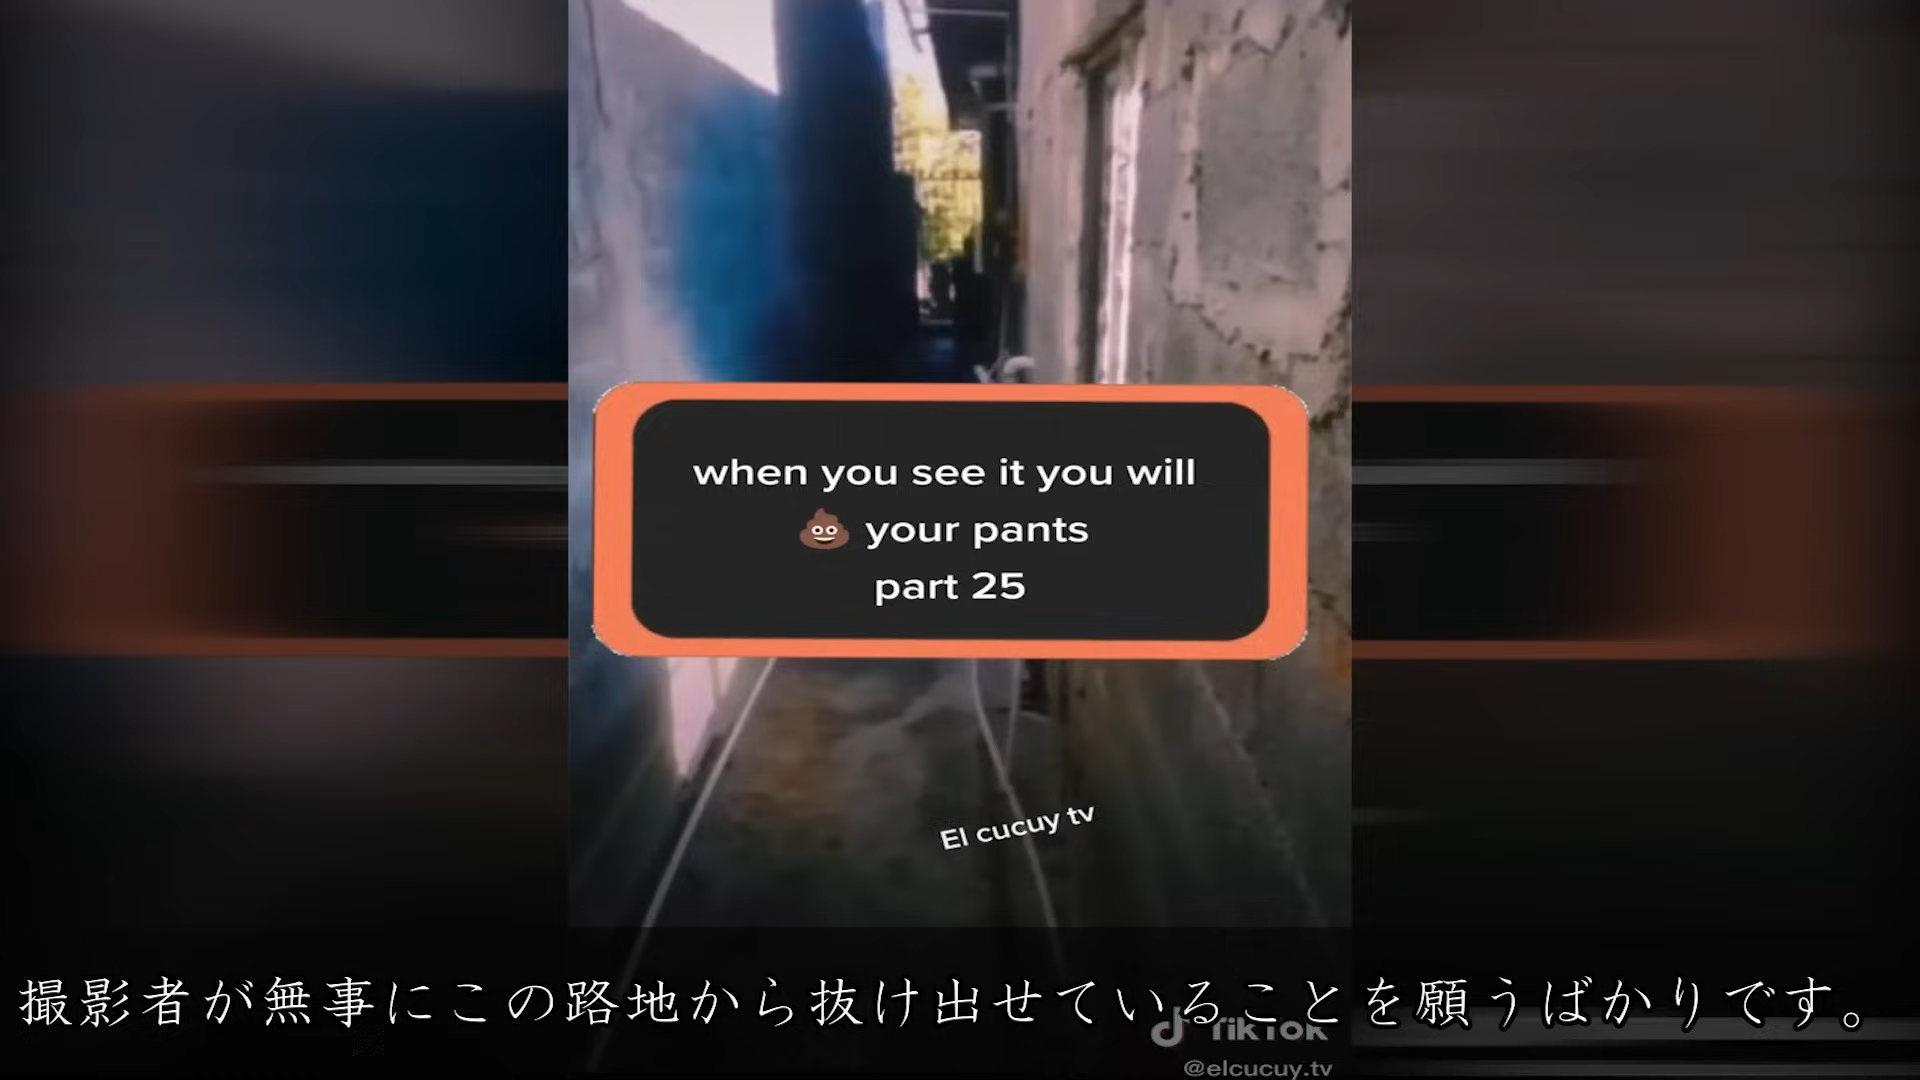 when you see it you will
💩 your pants
part 25
El cucuy tv
撮影者が無事にこの路地から抜け出せていることを願うばかりです。
TikTok
@elcucuy.tv